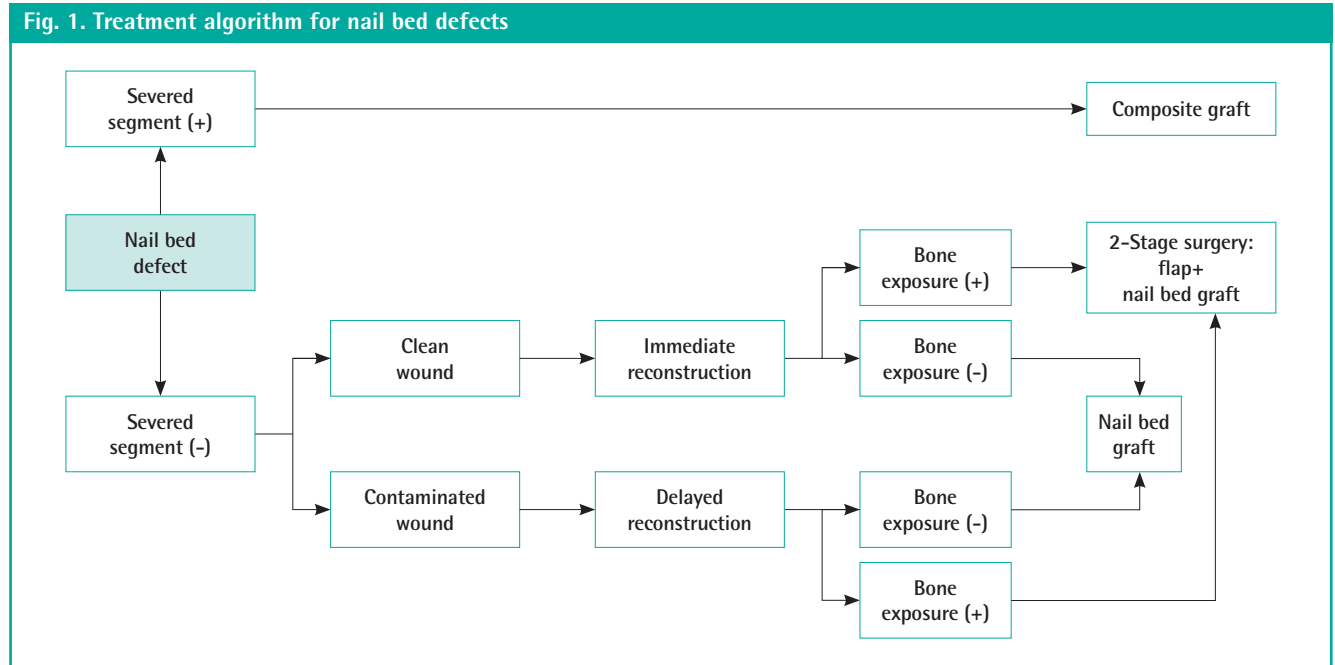 Fig. 1. Treatment algorithm for nail bed defects
Severed
segment (+)
Composite graft
Nail bed
defect
Bone
exposure (+)
2-Stage surgery:
flap+
nail bed graft
Clean
wound
Immediate
reconstruction
Bone
exposure (-)
Severed
segment (-)
Nail bed
graft
Contaminated
wound
Delayed
reconstruction
Bone
exposure (-)
Bone
exposure (+)